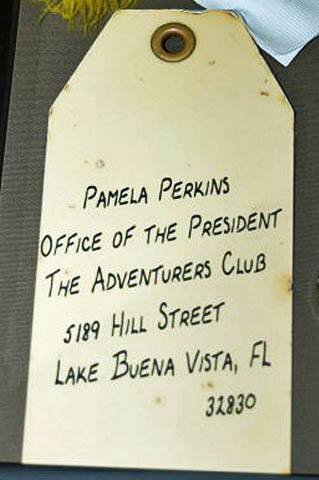 PAMELA PERKINS
OFFICE OF THE PRESIDENT
THE ADVENTURERS CLUB
5189 HILL STREET
LAKE BUENA VISTA, FL
32830